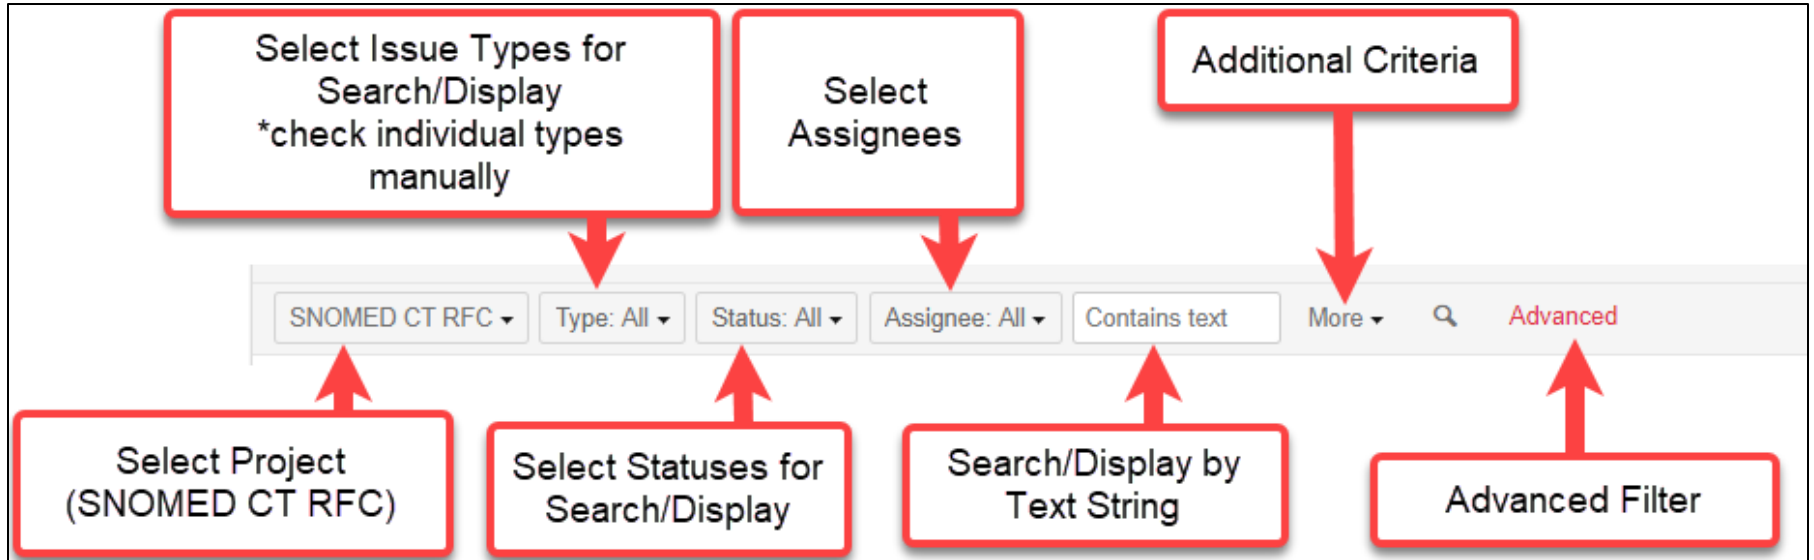 Select Issue Types for
Search/Display
*check individual types
manually
Select
Assignees
Additional Criteria
SNOMED CT RFC
Type: All
Status: All
Assignee: All
Contains text
More
Advanced
Select Project
(SNOMED CT RFC)
Select Statuses for
Search/Display
Search/Display by
Text String
Advanced Filter